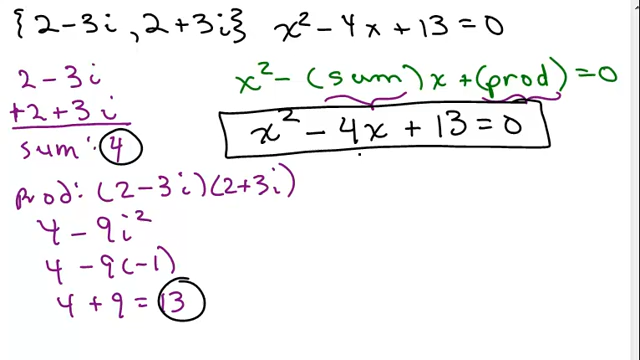 {2-3i, 2+3i} x² - 4x + 13 = 0
2 - 3i
+2 + 3i
sum: 4
x² - (sum)x + (prod) = 0
x² - 4x + 13 = 0
prod: (2-3i)(2+3i)
4 - 9i²
4 - 9(-1)
4 + 9 = 13